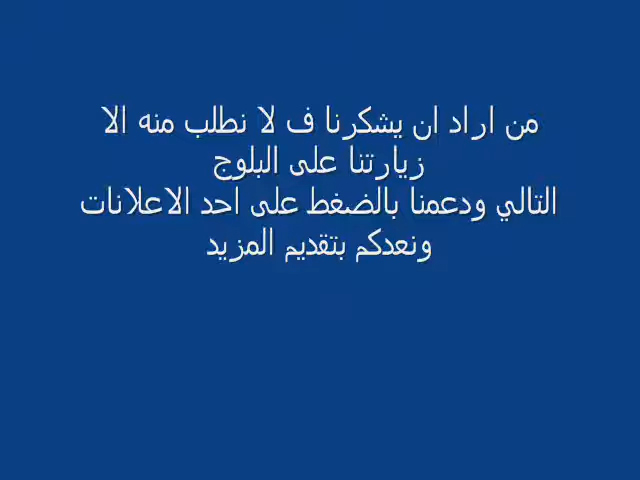 من اراد ان يشكرنا ف لا نطلب منه الا
زيارتنا على البلوج
التالي ودعمنا بالضغط على احد الاعلانات
ونعدكم بتقديم المزيد